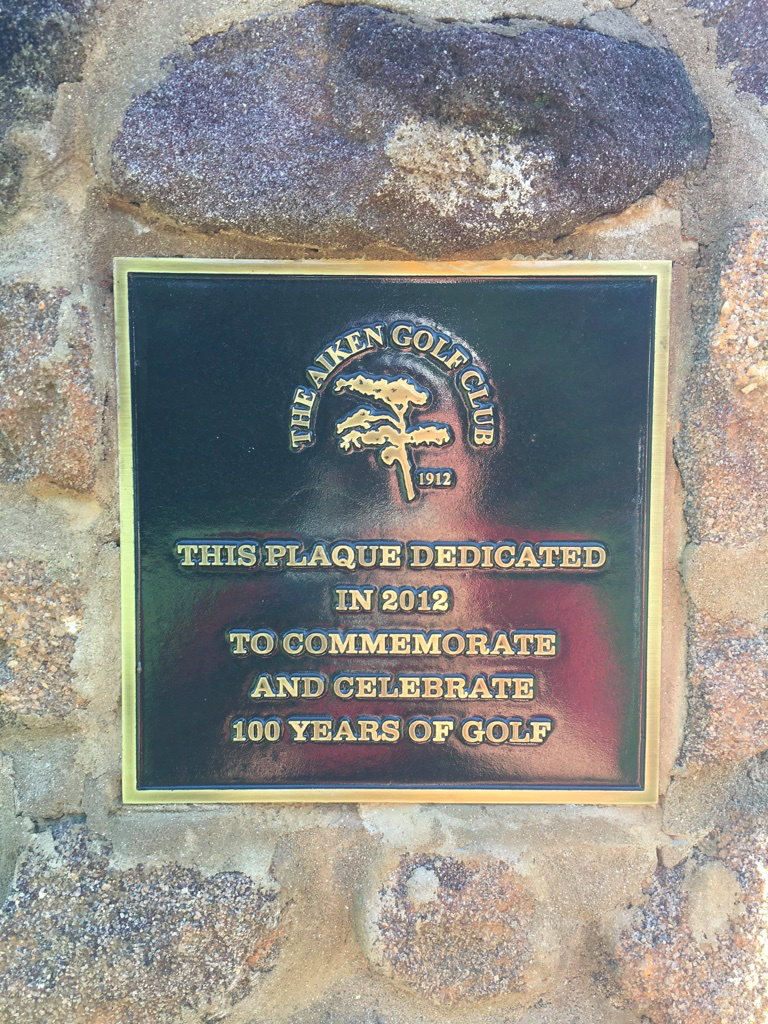 THE AIKEN GOLF CLUB
1912
THIS PLAQUE DEDICATED
IN 2012
TO COMMEMORATE
AND CELEBRATE
100 YEARS OF GOLF